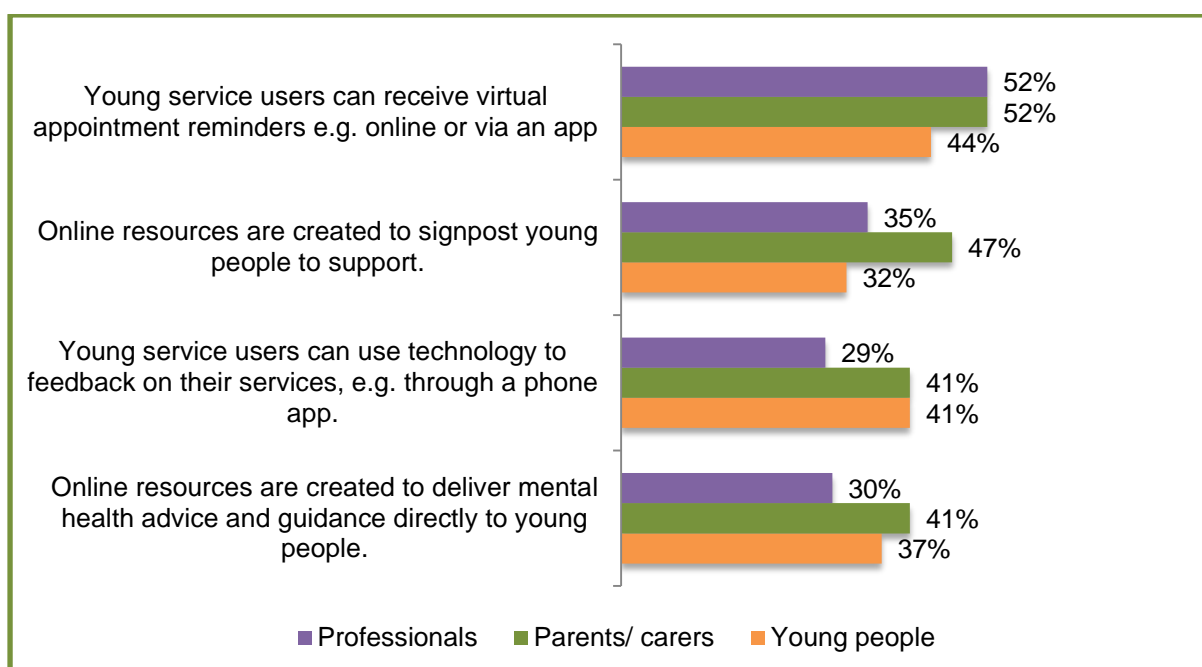 Young service users can receive virtual
appointment reminders e.g. online or via an app
52%
52%
44%
Online resources are created to signpost young
people to support.
35%
47%
32%
Young service users can use technology to
feedback on their services, e.g. through a phone
app.
29%
41%
41%
Online resources are created to deliver mental
health advice and guidance directly to young
people.
30%
41%
37%
Professionals Parents/ carers Young people